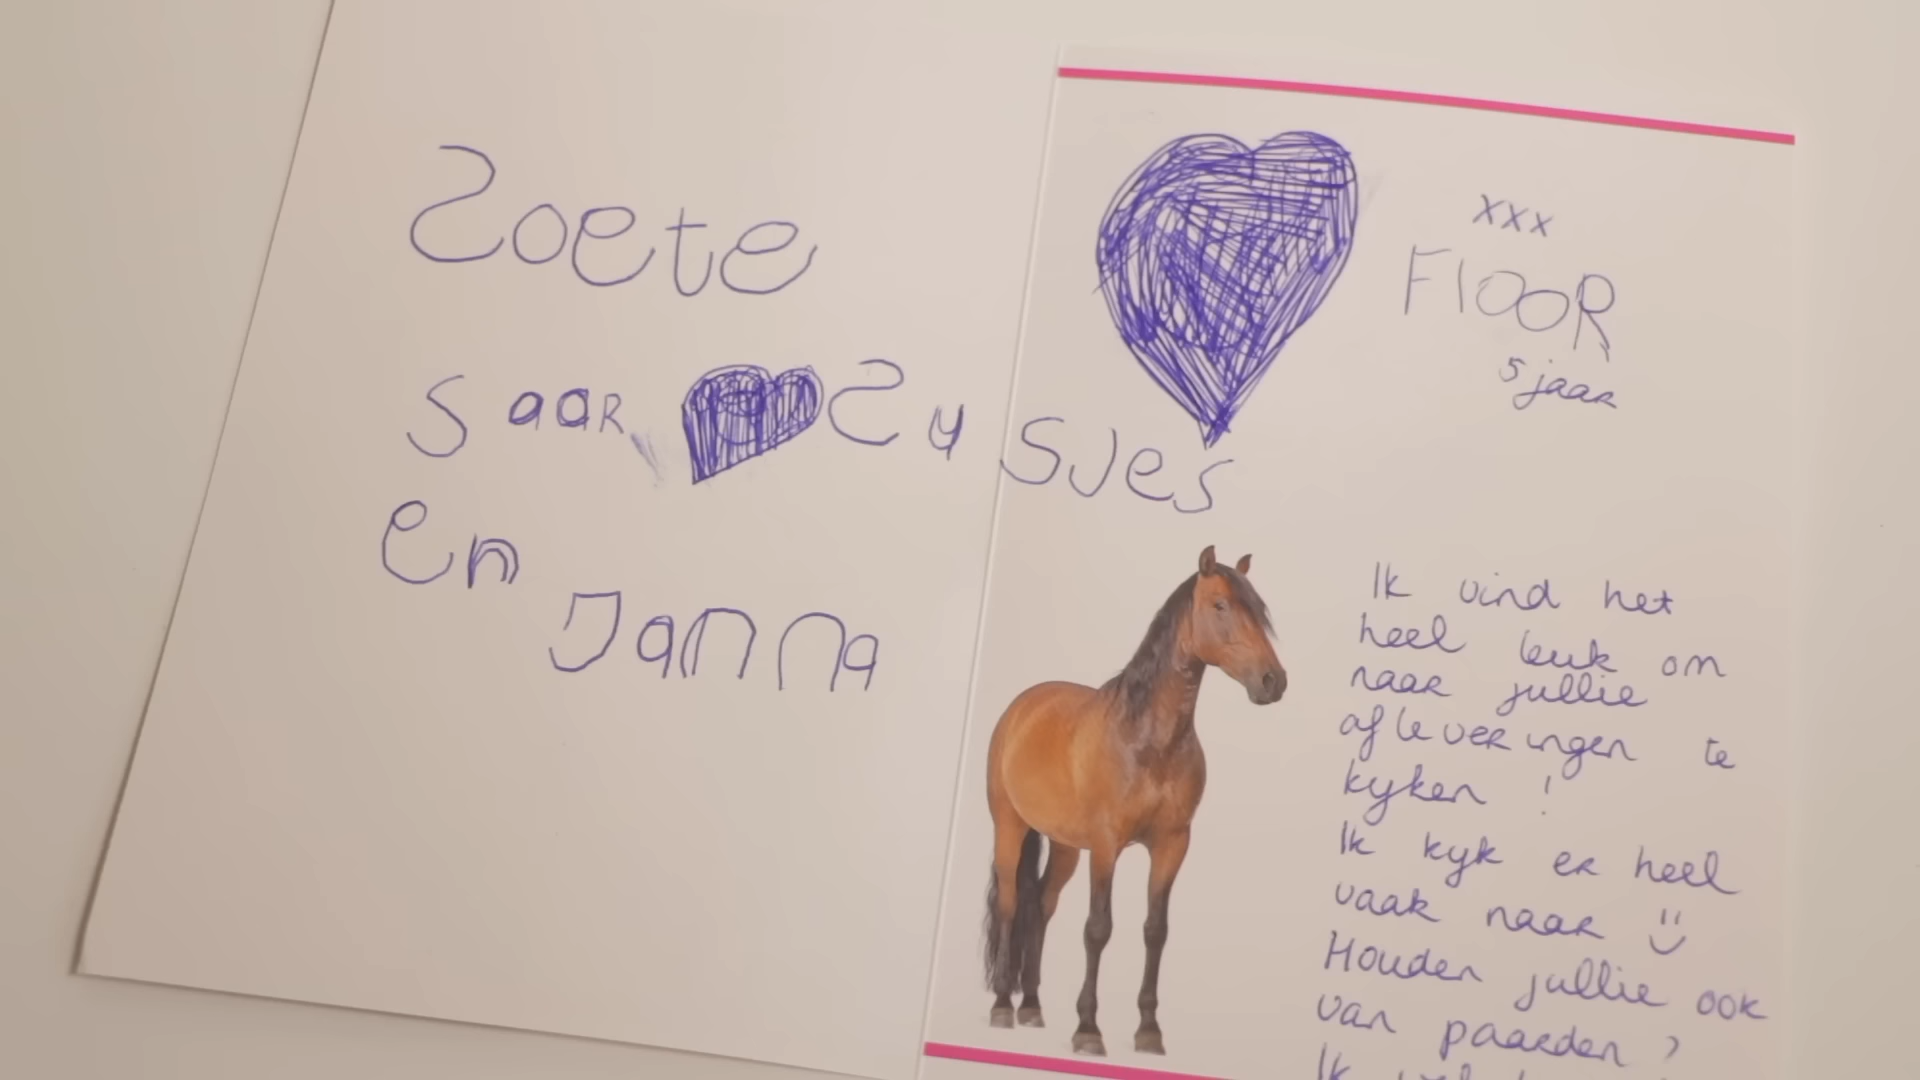 Zoete
Saar Zusjes
en
Janna
xxx
FlooR
5 jaar
Ik vind het
heel leuk om
naar jullie
afleveringen te
kyken !
Ik kyk er heel
vaak naar
Houden jullie ook
van paarden ?
Ik